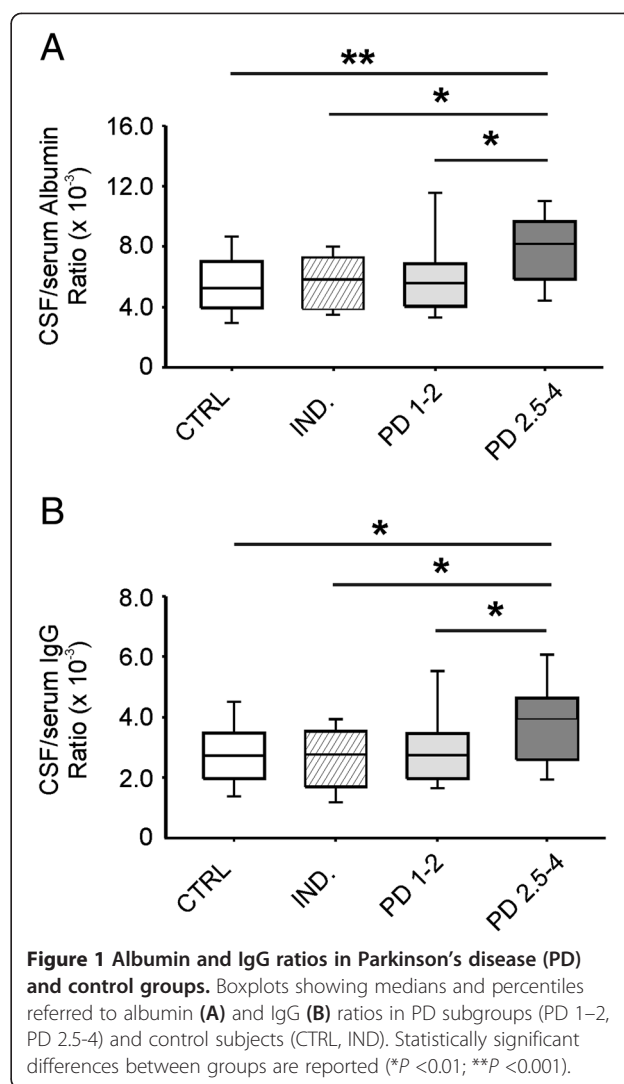 A
**
*
*
16.0
12.0
8.0
4.0
0
CSF/serum Albumin
Ratio (x 10-3)
CTRL
IND.
PD 1-2
PD 2.5-4
B
*
*
*
8.0
6.0
4.0
2.0
0
CSF/serum IgG
Ratio (x 10-3)
CTRL
IND.
PD 1-2
PD 2.5-4
Figure 1 Albumin and IgG ratios in Parkinson's disease (PD)
and control groups. Boxplots showing medians and percentiles
referred to albumin (A) and IgG (B) ratios in PD subgroups (PD 1–2,
PD 2.5-4) and control subjects (CTRL, IND). Statistically significant
differences between groups are reported (*P <0.01; **P <0.001).